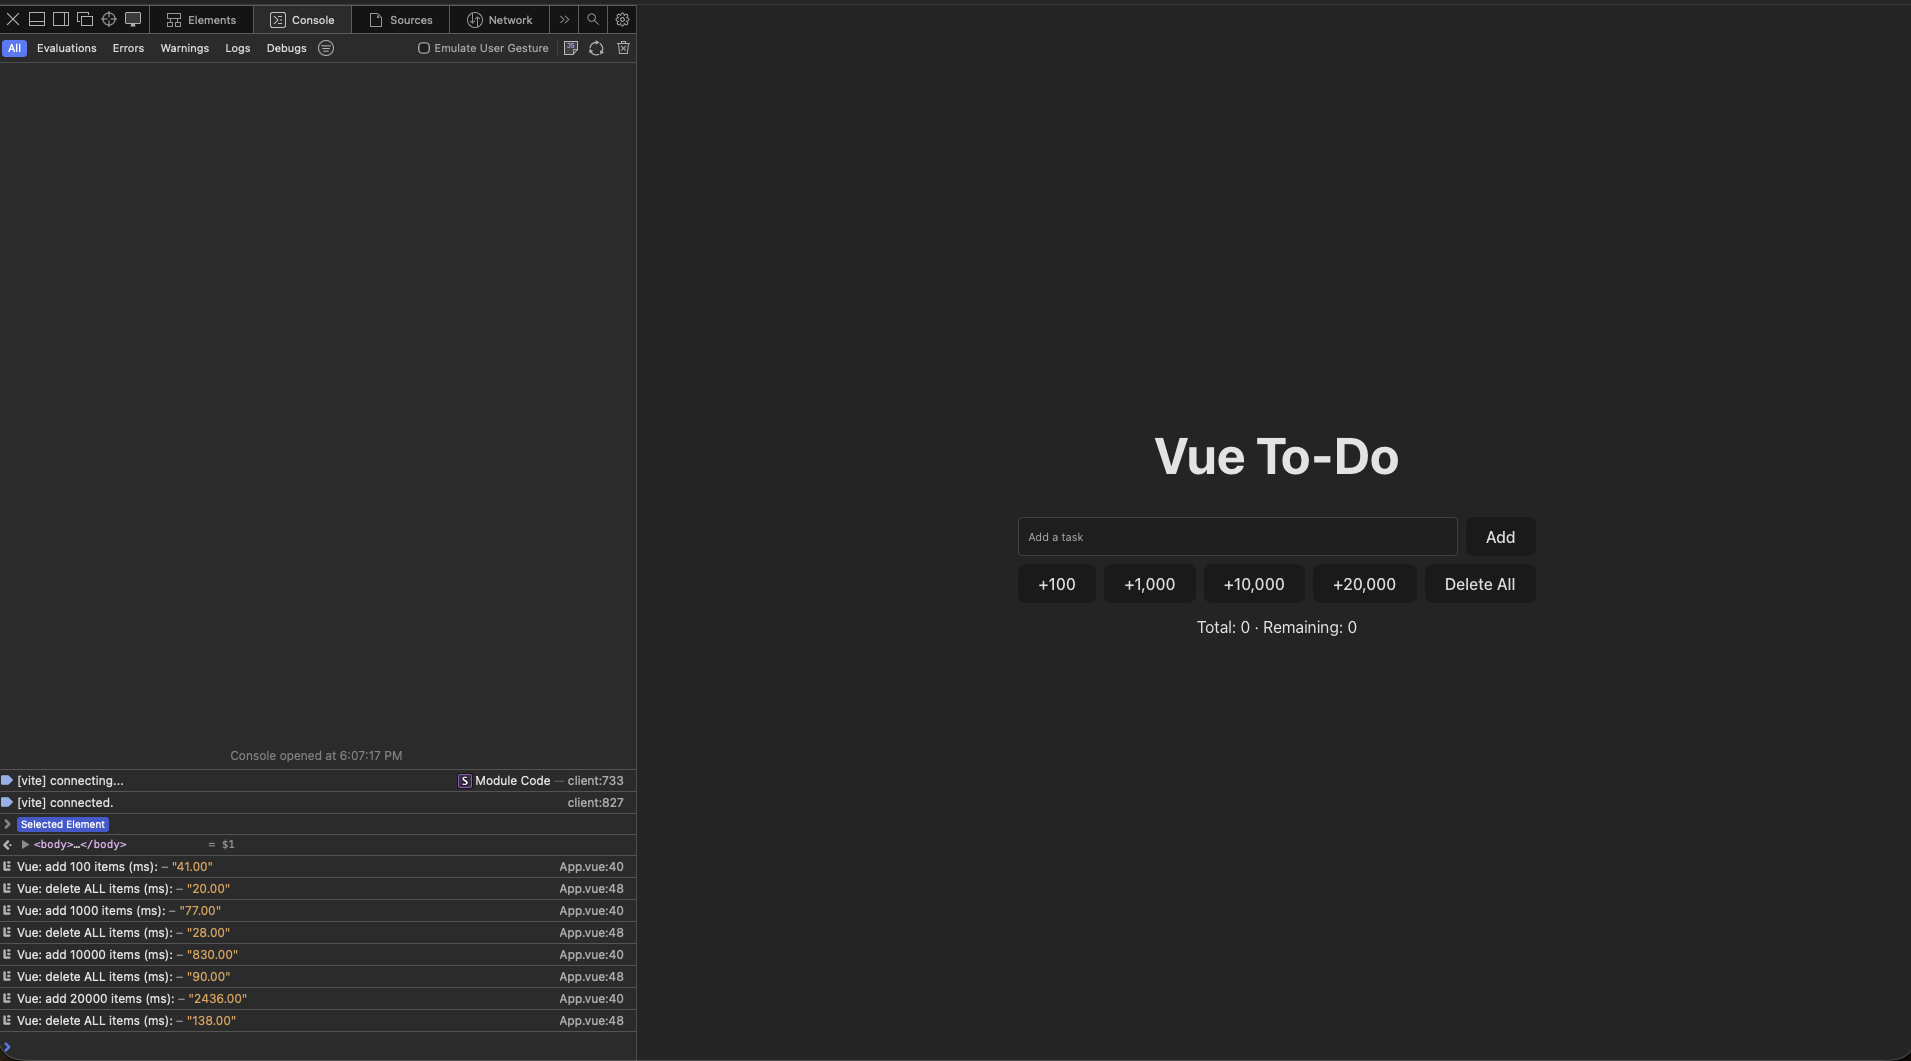 Elements Console Sources Network
All Evaluations Errors Warnings Logs Debugs Emulate User Gesture
Console opened at 6:07:17 PM
[vite] connecting... S Module Code — client:733
[vite] connected. client:827
Selected Element
<body>…</body> = $1
Vue: add 100 items (ms): – "41.00" App.vue:40
Vue: delete ALL items (ms): – "20.00" App.vue:48
Vue: add 1000 items (ms): – "77.00" App.vue:40
Vue: delete ALL items (ms): – "28.00" App.vue:48
Vue: add 10000 items (ms): – "830.00" App.vue:40
Vue: delete ALL items (ms): – "90.00" App.vue:48
Vue: add 20000 items (ms): – "2436.00" App.vue:40
Vue: delete ALL items (ms): – "138.00" App.vue:48
Vue To-Do
Add a task Add
+100 +1,000 +10,000 +20,000 Delete All
Total: 0 · Remaining: 0